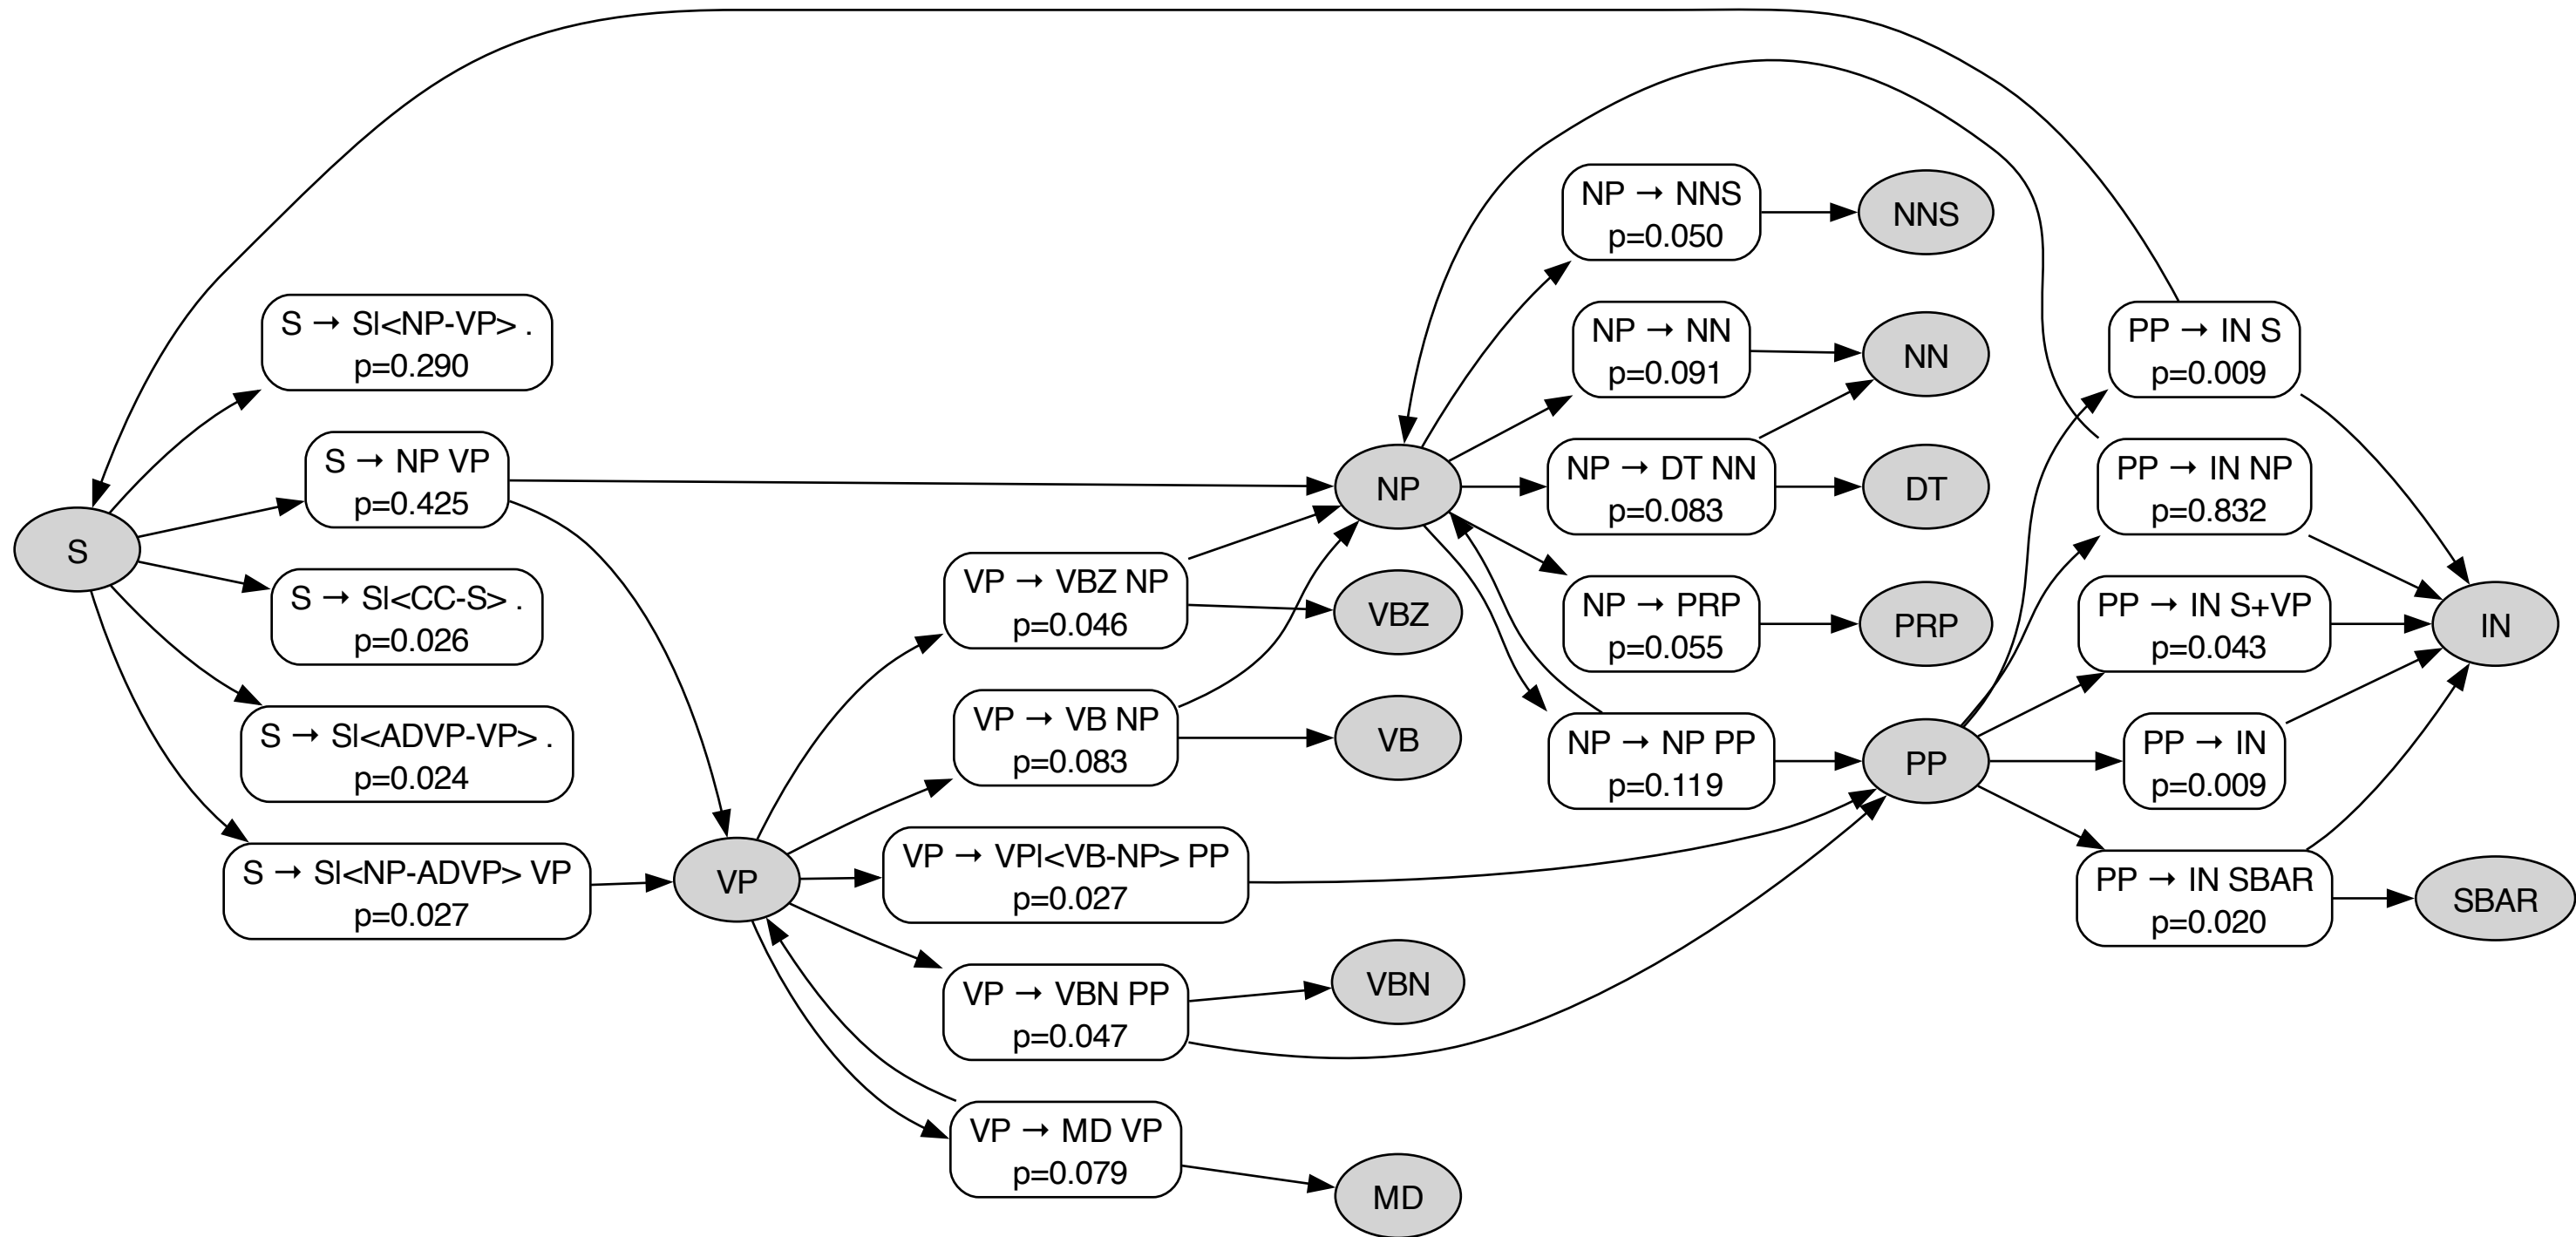 S
S → S|<NP-VP> .
p=0.290
S → NP VP
p=0.425
S → S|<CC-S> .
p=0.026
S → S|<ADVP-VP> .
p=0.024
S → S|<NP-ADVP> VP
p=0.027
VP
VP → VBZ NP
p=0.046
VP → VB NP
p=0.083
VP → VP|<VB-NP> PP
p=0.027
VP → VBN PP
p=0.047
VP → MD VP
p=0.079
NP
VBZ
VB
VBN
MD
NP → NNS
p=0.050
NP → NN
p=0.091
NP → DT NN
p=0.083
NP → PRP
p=0.055
NP → NP PP
p=0.119
NNS
NN
DT
PRP
PP
PP → IN S
p=0.009
PP → IN NP
p=0.832
PP → IN S+VP
p=0.043
PP → IN
p=0.009
PP → IN SBAR
p=0.020
IN
SBAR